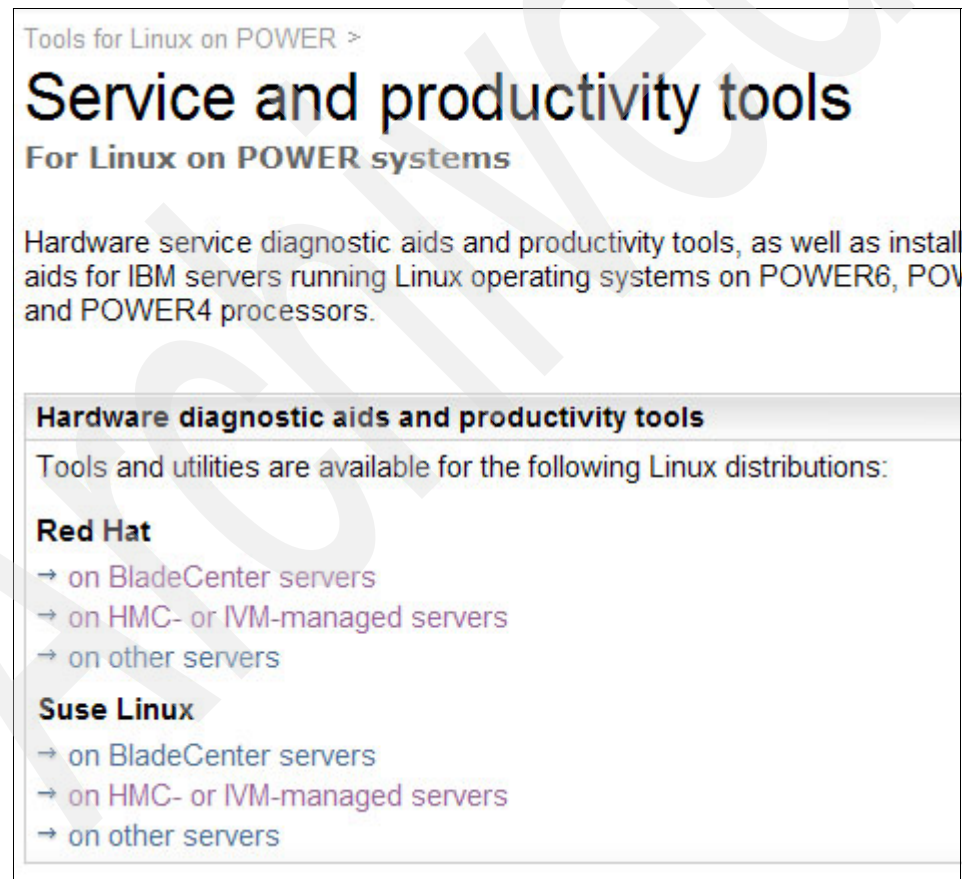 Tools for Linux on POWER >
Service and productivity tools
For Linux on POWER systems
Hardware service diagnostic aids and productivity tools, as well as install
aids for IBM servers running Linux operating systems on POWER6, POW
and POWER4 processors.
Hardware diagnostic aids and productivity tools
Tools and utilities are available for the following Linux distributions:
Red Hat
→ on BladeCenter servers
→ on HMC- or IVM-managed servers
→ on other servers
Suse Linux
→ on BladeCenter servers
→ on HMC- or IVM-managed servers
→ on other servers
Archived